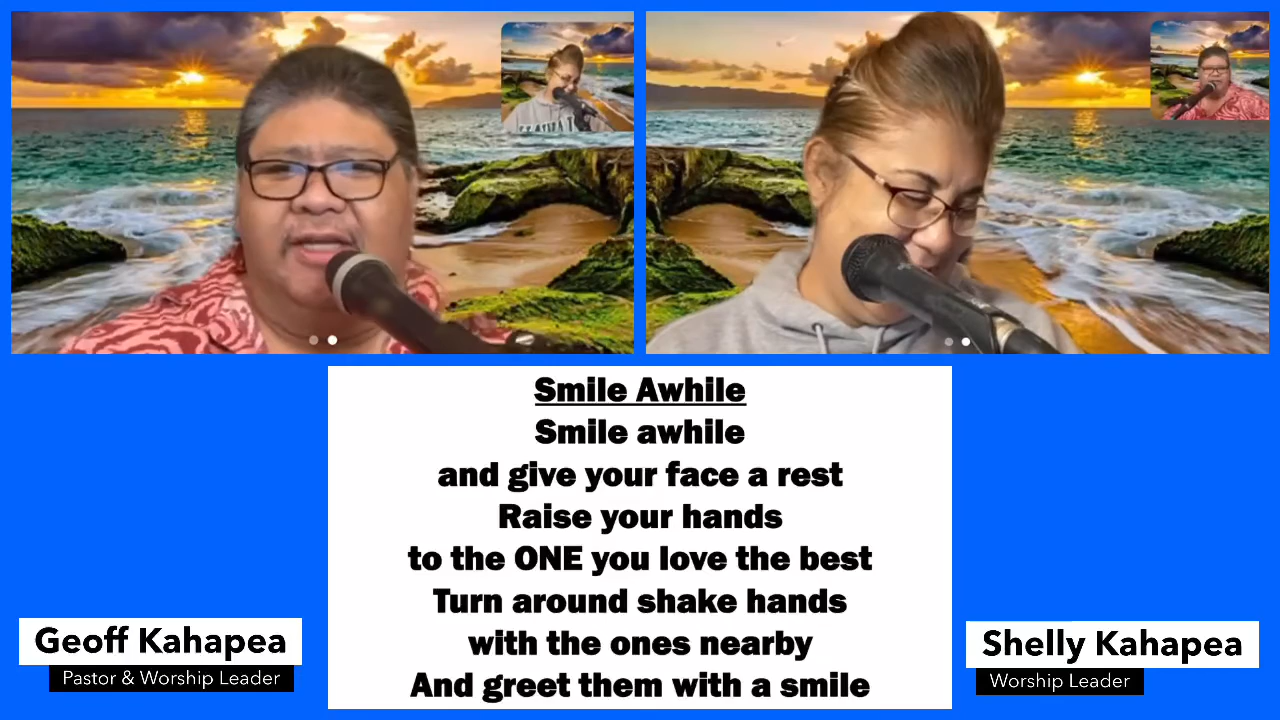 Smile Awhile
Smile awhile
and give your face a rest
Raise your hands
to the ONE you love the best
Turn around shake hands
with the ones nearby
And greet them with a smile
Geoff Kahapea
Pastor & Worship Leader
Shelly Kahapea
Worship Leader